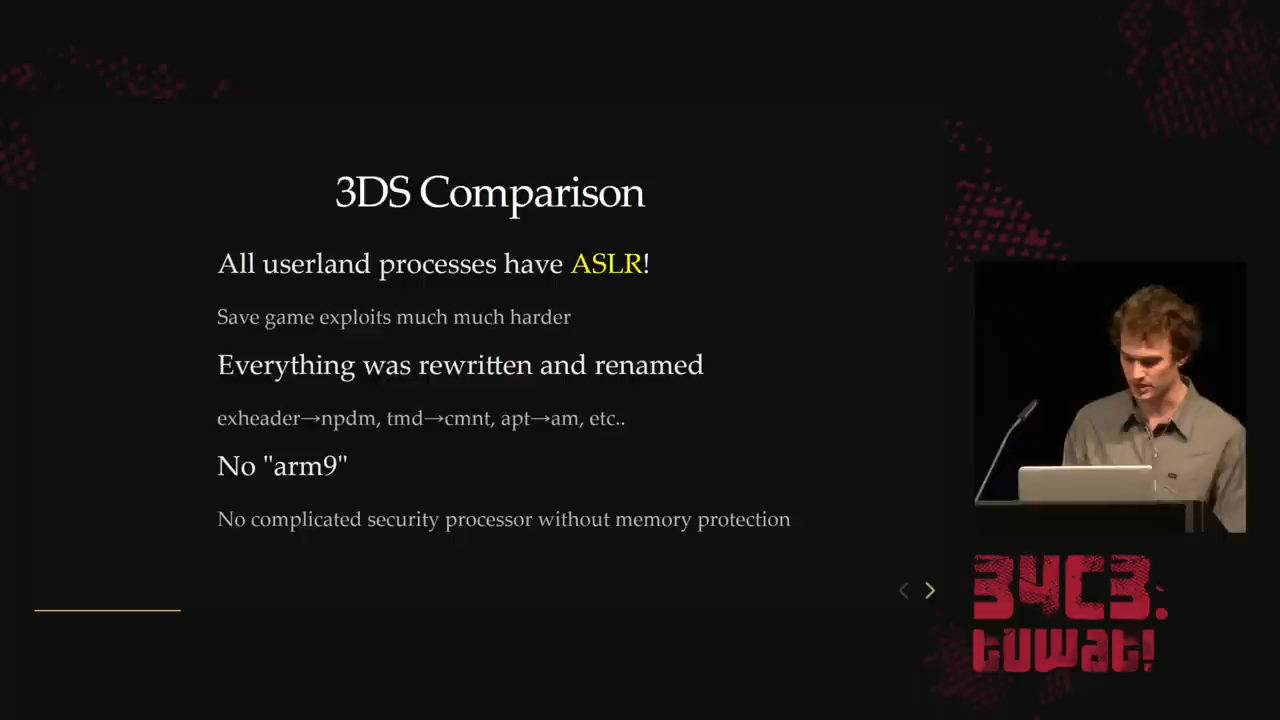 3DS Comparison
All userland processes have ASLR!
Save game exploits much much harder
Everything was rewritten and renamed
exheader→npdm, tmd→cmnt, apt→am, etc..
No "arm9"
No complicated security processor without memory protection
34C3.
tuwat!